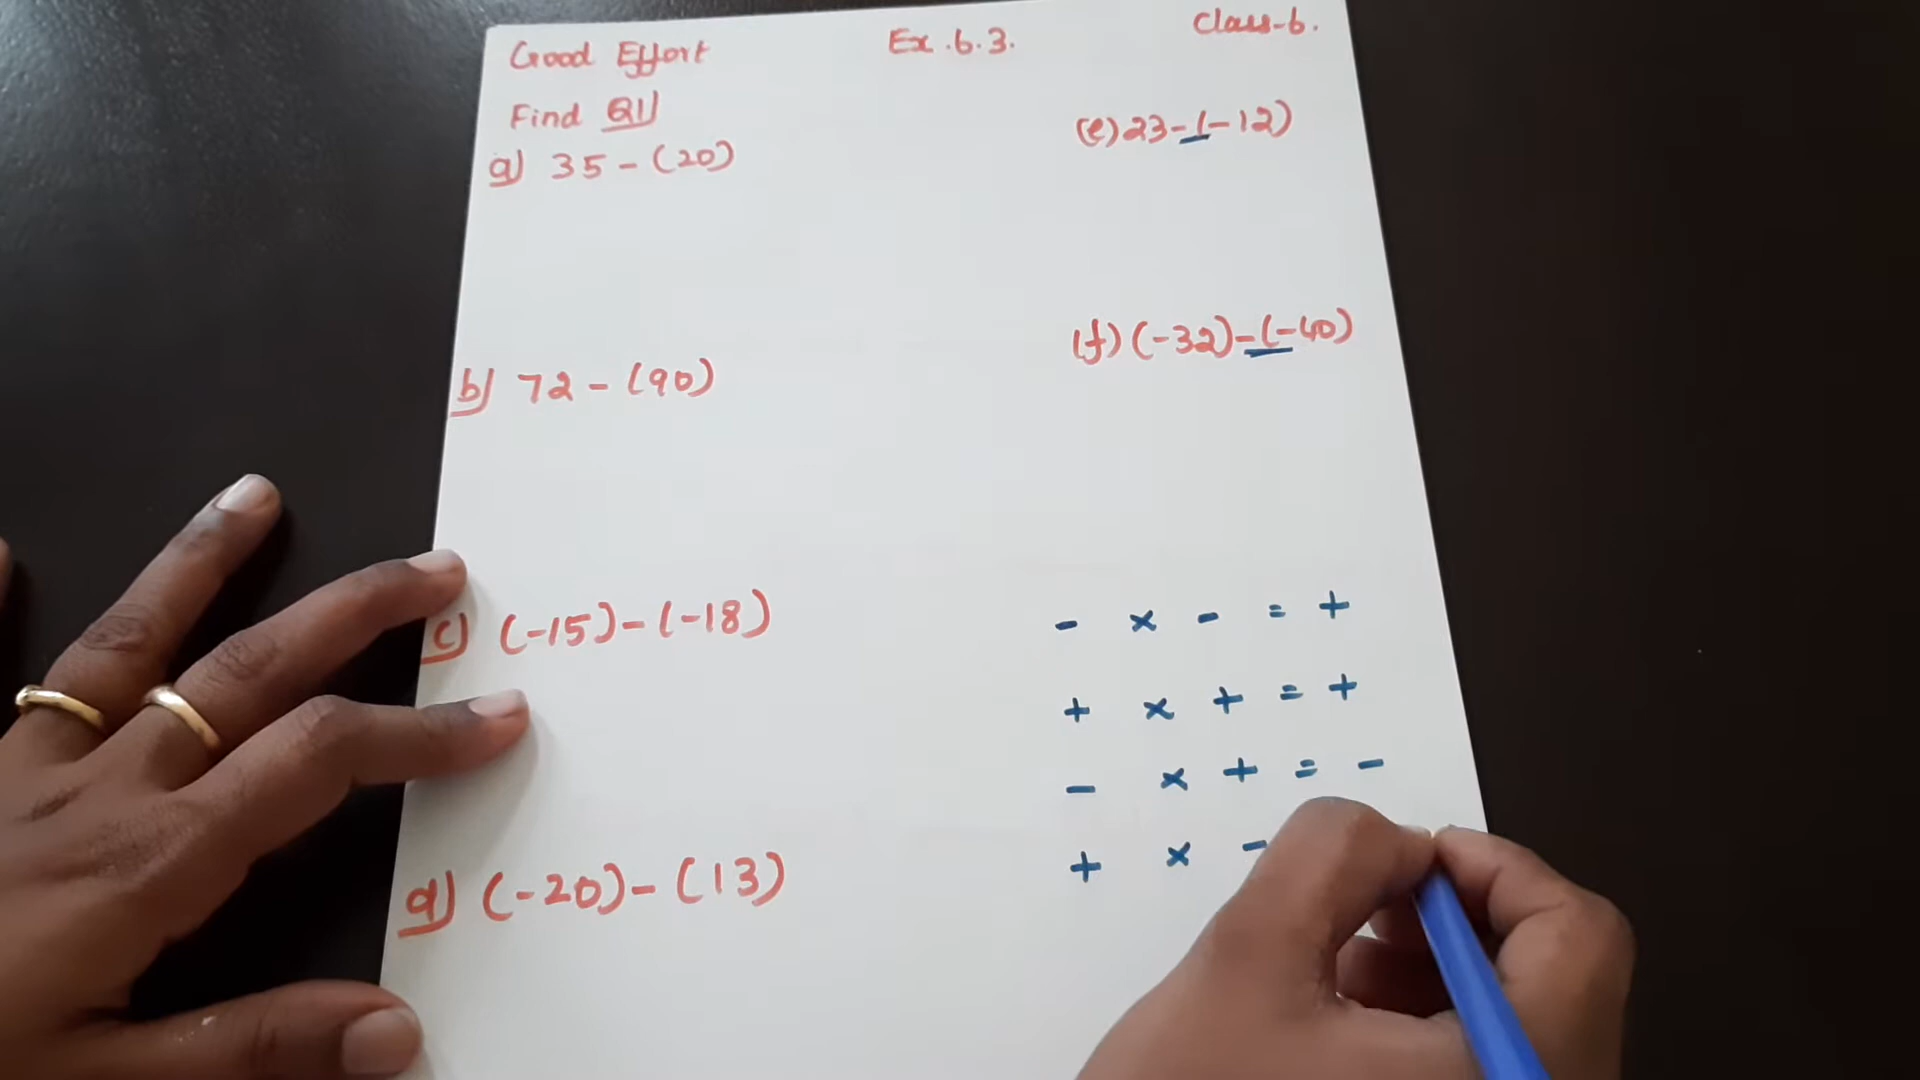 Good Effort Ex.6.3. Class-6.
Find Q1)
a) 35-(20)
b) 72-(90)
c) (-15)-(-18)
d) (-20)-(13)
(e) 23-(-12)
(f) (-32)-(-40)
- × - = +
+ × + = +
- × + = -
+ × -